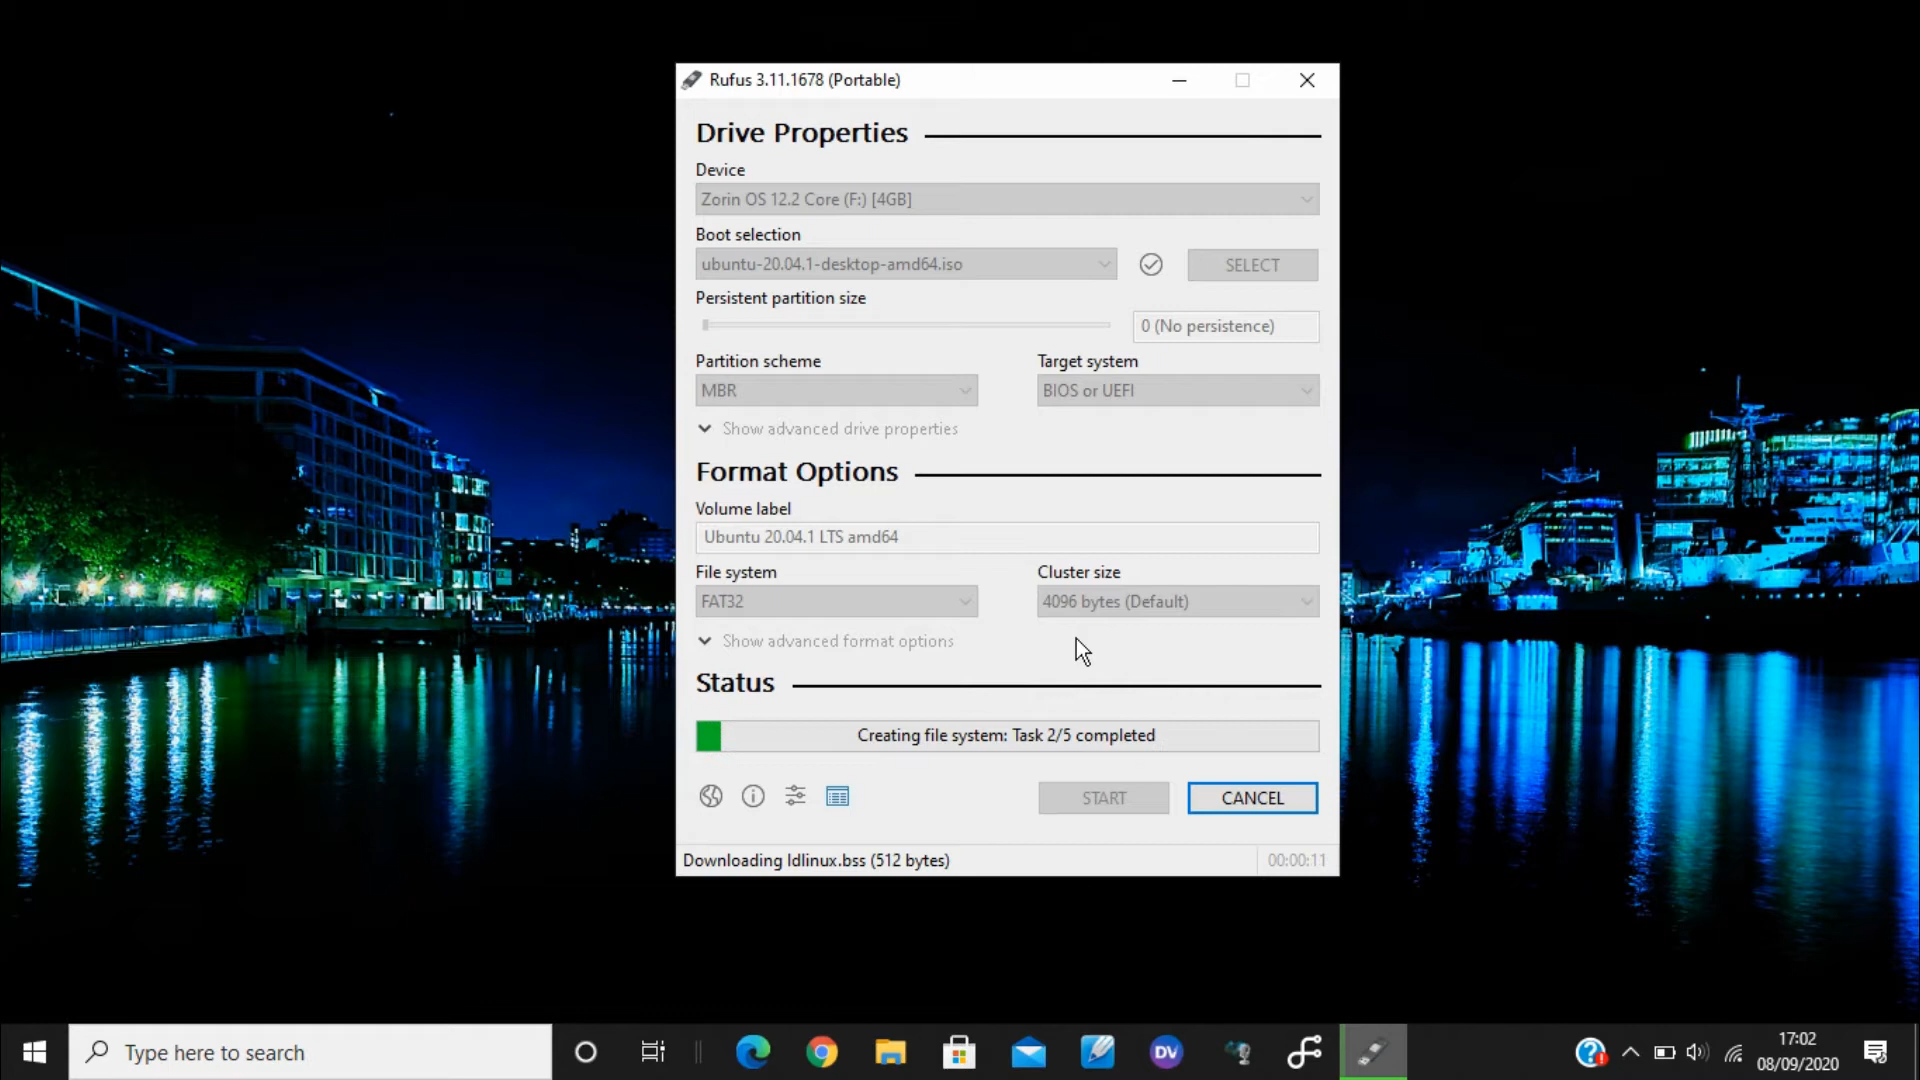 Rufus 3.11.1678 (Portable)
Drive Properties
Device
Zorin OS 12.2 Core (F:) [4GB]
Boot selection
ubuntu-20.04.1-desktop-amd64.iso
SELECT
Persistent partition size
0 (No persistence)
Partition scheme
Target system
MBR
BIOS or UEFI
Show advanced drive properties
Format Options
Volume label
Ubuntu 20.04.1 LTS amd64
File system
Cluster size
FAT32
4096 bytes (Default)
Show advanced format options
Status
Creating file system: Task 2/5 completed
START
CANCEL
Downloading ldlinux.bss (512 bytes)
00:00:11
Type here to search
DV
17:02
08/09/2020